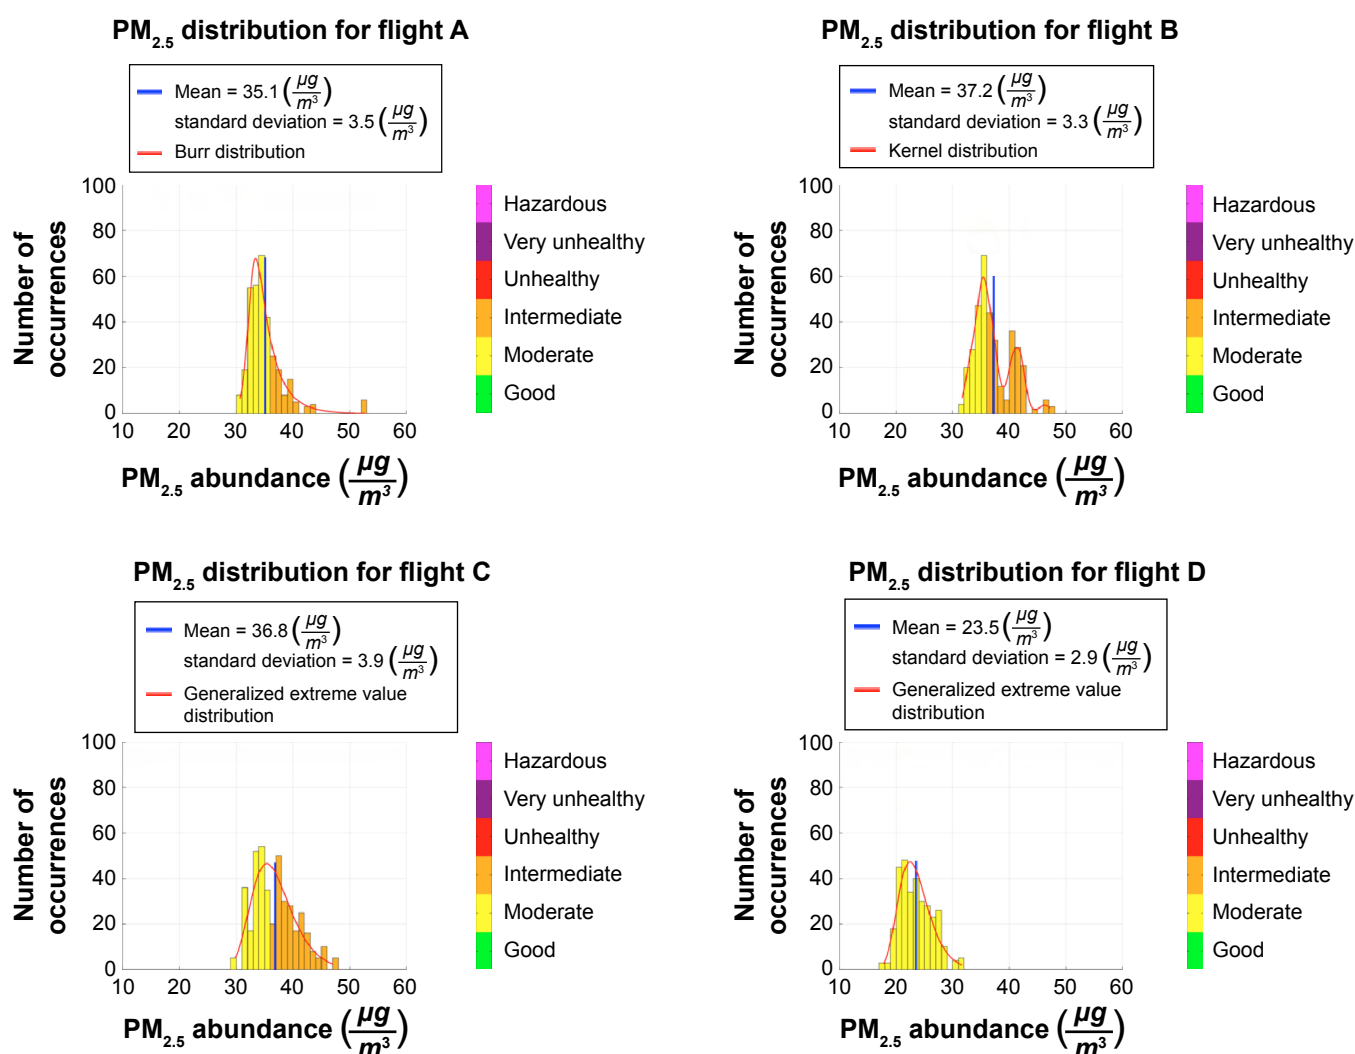 PM2.5 distribution for flight A
Mean = 35.1 (µg/m³)
standard deviation = 3.5 (µg/m³)
Burr distribution
Number of
occurrences
100
80
60
40
20
0
10 20 30 40 50 60
PM2.5 abundance (µg/m³)
Hazardous
Very unhealthy
Unhealthy
Intermediate
Moderate
Good
PM2.5 distribution for flight B
Mean = 37.2 (µg/m³)
standard deviation = 3.3 (µg/m³)
Kernel distribution
Number of
occurrences
100
80
60
40
20
0
10 20 30 40 50 60
PM2.5 abundance (µg/m³)
Hazardous
Very unhealthy
Unhealthy
Intermediate
Moderate
Good
PM2.5 distribution for flight C
Mean = 36.8 (µg/m³)
standard deviation = 3.9 (µg/m³)
Generalized extreme value
distribution
Number of
occurrences
100
80
60
40
20
0
10 20 30 40 50 60
PM2.5 abundance (µg/m³)
Hazardous
Very unhealthy
Unhealthy
Intermediate
Moderate
Good
PM2.5 distribution for flight D
Mean = 23.5 (µg/m³)
standard deviation = 2.9 (µg/m³)
Generalized extreme value
distribution
Number of
occurrences
100
80
60
40
20
0
10 20 30 40 50 60
PM2.5 abundance (µg/m³)
Hazardous
Very unhealthy
Unhealthy
Intermediate
Moderate
Good